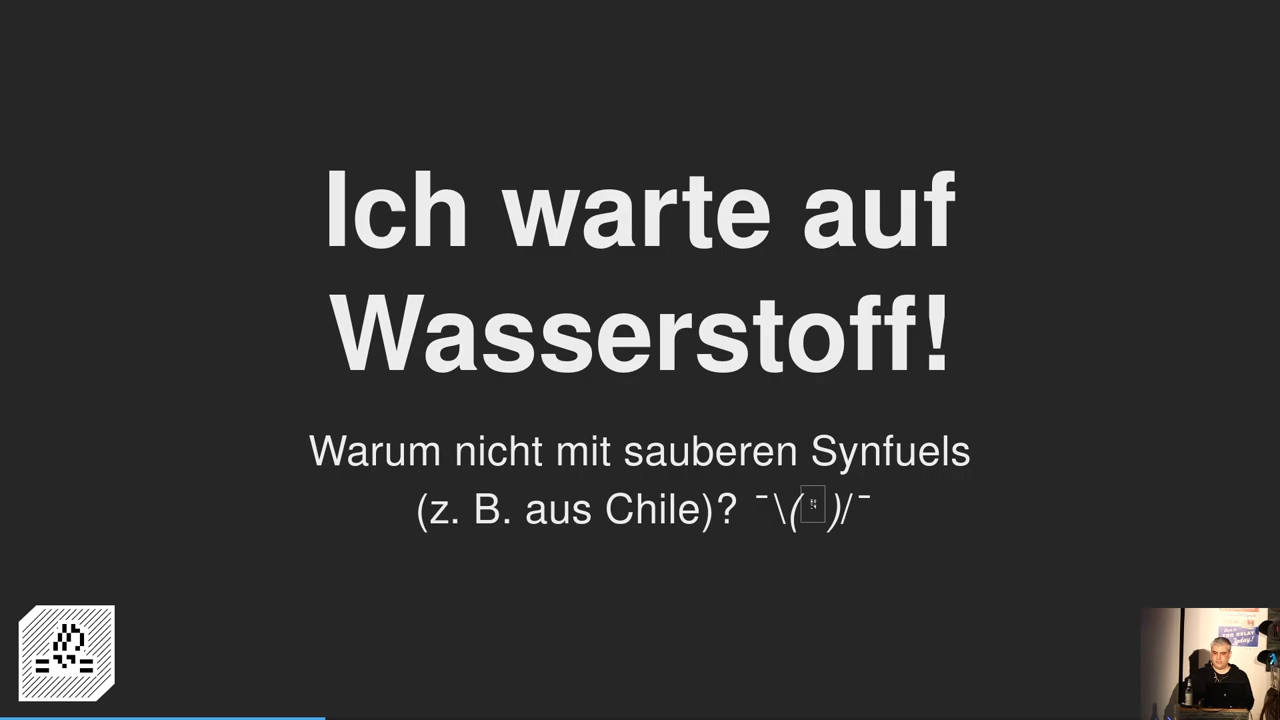 Ich warte auf
Wasserstoff!
Warum nicht mit sauberen Synfuels
(z. B. aus Chile)? ¯\()/¯